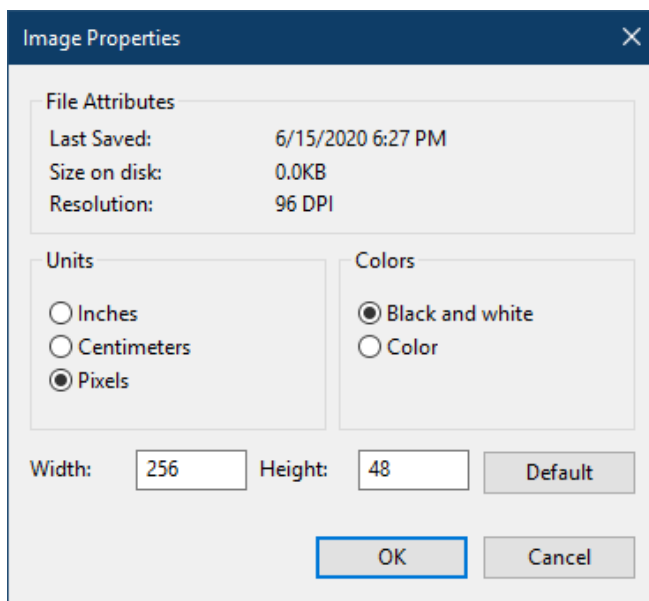 Image Properties
File Attributes
Last Saved: 6/15/2020 6:27 PM
Size on disk: 0.0KB
Resolution: 96 DPI
Units
Inches
Centimeters
Pixels
Colors
Black and white
Color
Width: 256 Height: 48 Default
OK Cancel